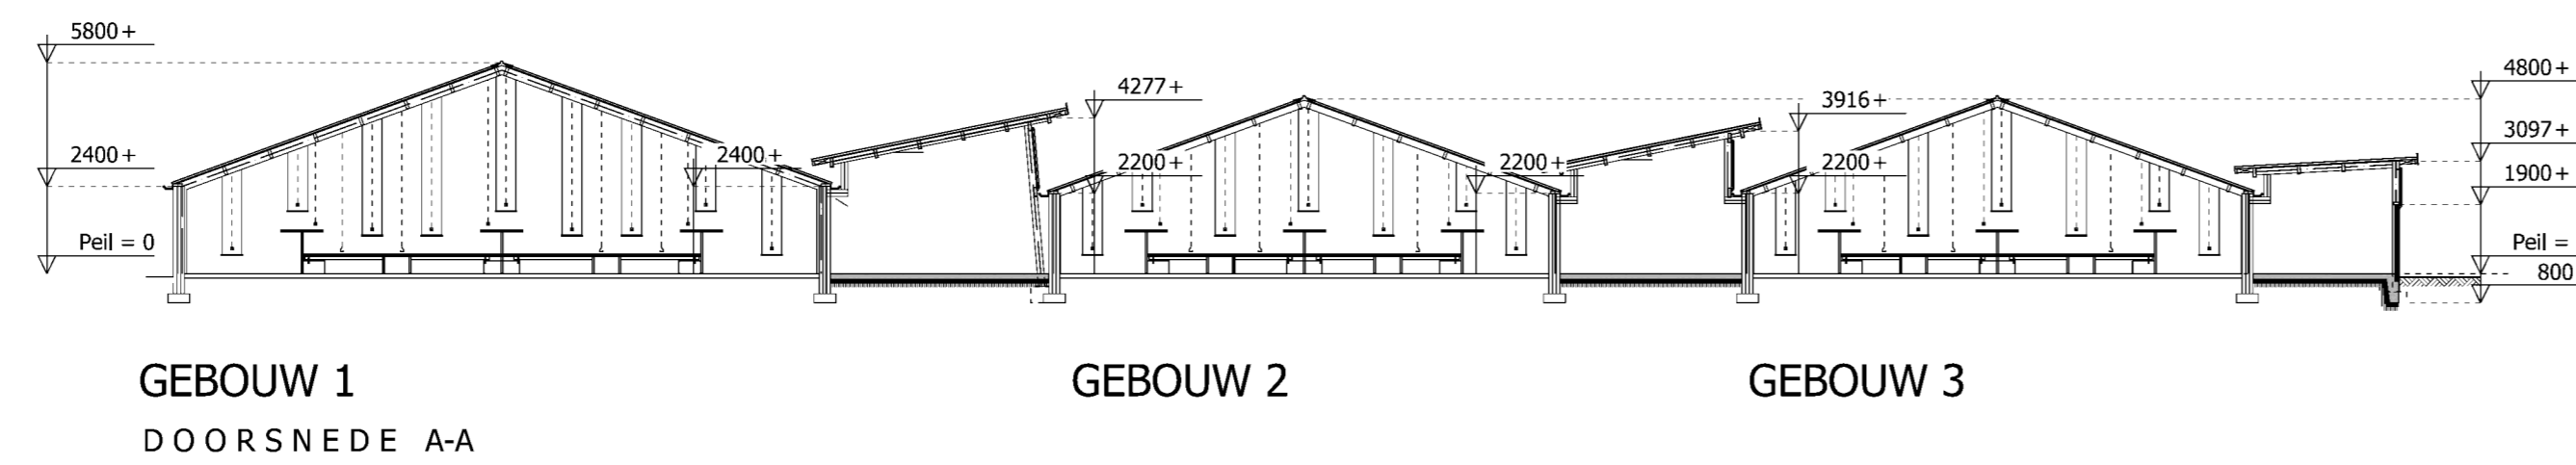 5800+
2400+
Peil = 0
2400+
4277+
2200+
2200+
3916+
2200+
4800+
3097+
1900+
Peil =
800
GEBOUW 1
GEBOUW 2
GEBOUW 3
DOORSNEDE A-A